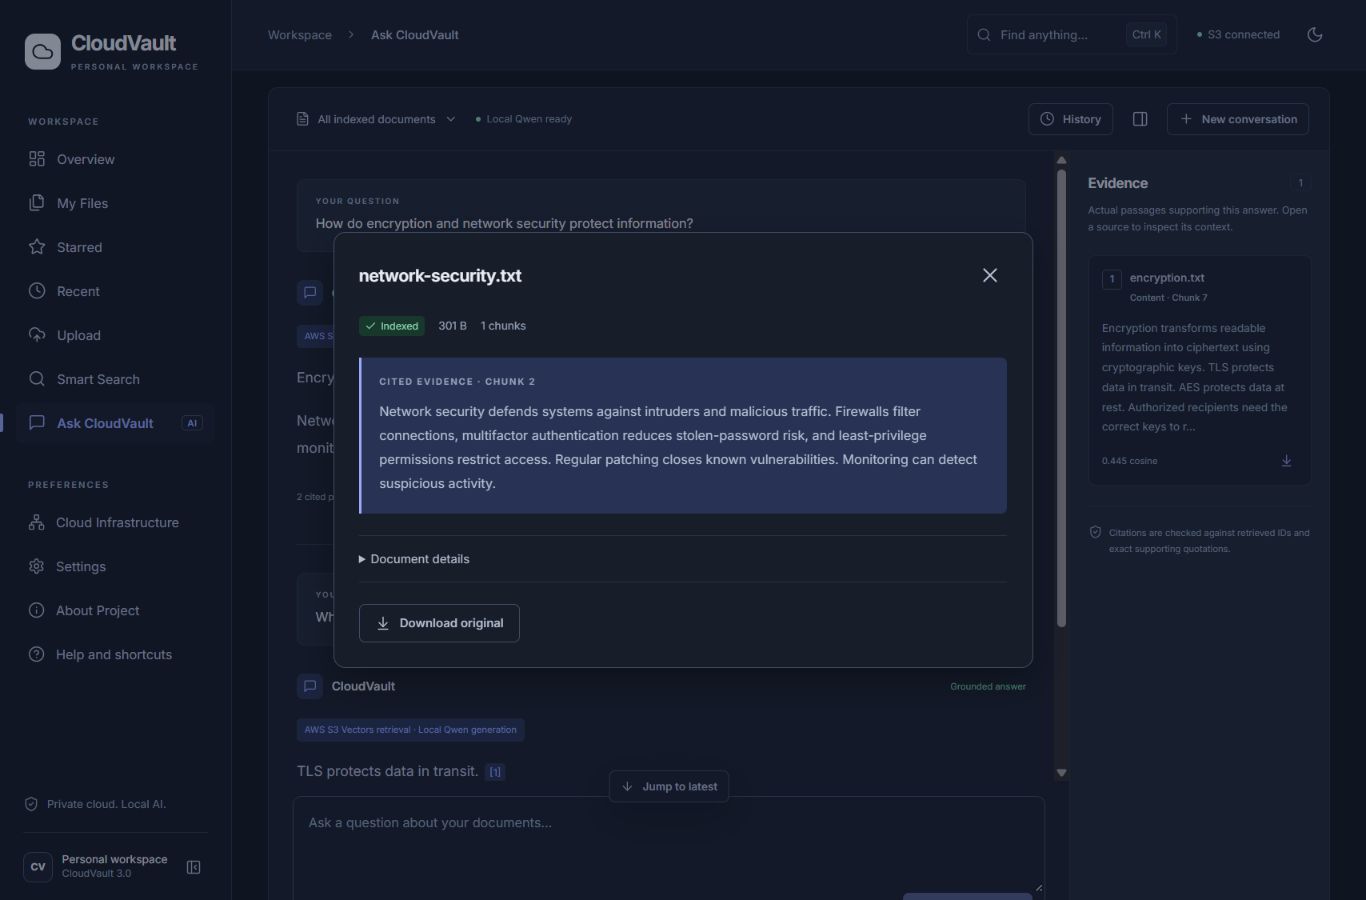 CloudVault
PERSONAL WORKSPACE
WORKSPACE
Overview
My Files
Starred
Recent
Upload
Smart Search
Ask CloudVault AI
PREFERENCES
Cloud Infrastructure
Settings
About Project
Help and shortcuts
Private cloud. Local AI.
CV
Personal workspace
CloudVault 3.0
Workspace > Ask CloudVault
Find anything... Ctrl K
S3 connected
All indexed documents
Local Qwen ready
History
New conversation
YOUR QUESTION
How do encryption and network security protect information?
AWS S
Encry
Netwo
monit
2 cited p
network-security.txt
Indexed 301 B 1 chunks
CITED EVIDENCE · CHUNK 2
Network security defends systems against intruders and malicious traffic. Firewalls filter
connections, multifactor authentication reduces stolen-password risk, and least-privilege
permissions restrict access. Regular patching closes known vulnerabilities. Monitoring can detect
suspicious activity.
Document details
Download original
YOU
Wh
CloudVault
Grounded answer
AWS S3 Vectors retrieval · Local Qwen generation
TLS protects data in transit. [1]
Jump to latest
Ask a question about your documents...
Evidence 1
Actual passages supporting this answer. Open
a source to inspect its context.
1 encryption.txt
Content · Chunk 7
Encryption transforms readable
information into ciphertext using
cryptographic keys. TLS protects
data in transit. AES protects data at
rest. Authorized recipients need the
correct keys to r...
0.445 cosine
Citations are checked against retrieved IDs and
exact supporting quotations.